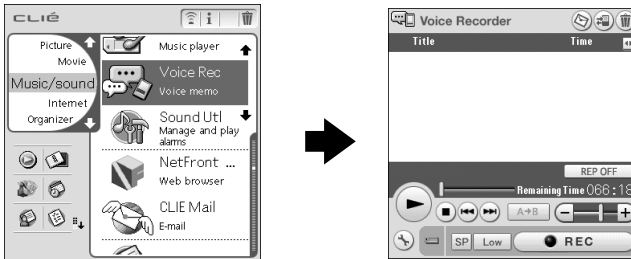 CLIÉ
i
Picture
Movie
Music/sound
Internet
Organizer
Music player
Voice Rec
Voice memo
Sound Utl
Manage and play
alarms
NetFront ...
Web browser
CLIE Mail
E-mail
Voice Recorder
Title Time
REP OFF
Remaining Time 066:18
A→B
SP Low REC